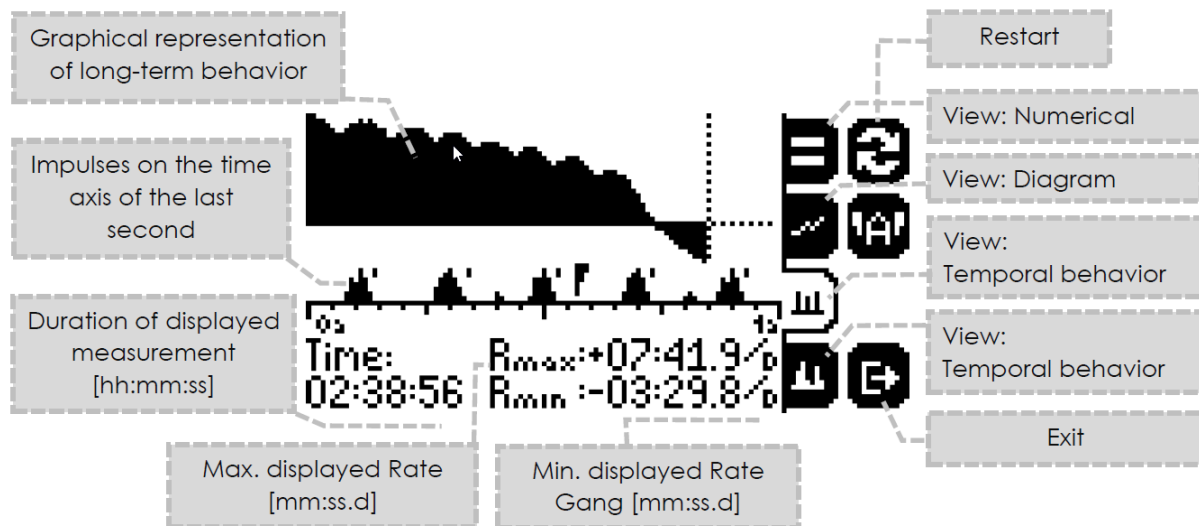 Graphical representation
of long-term behavior
Restart
View: Numerical
Impulses on the time
axis of the last
second
View: Diagram
View:
Temporal behavior
0s
1s
Duration of displayed
measurement
[hh:mm:ss]
Time:
Rmax:+07:41.9/D
02:38:56
Rmin :-03:29.8/D
View:
Temporal behavior
Max. displayed Rate
[mm:ss.d]
Min. displayed Rate
Gang [mm:ss.d]
Exit